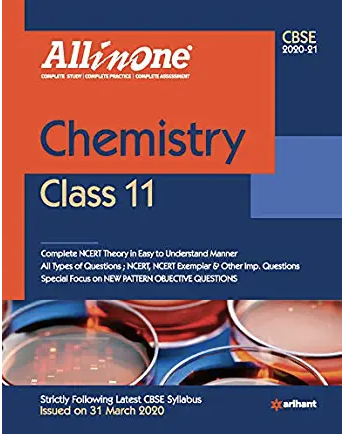 All in One
COMPLETE STUDY | COMPLETE PRACTICE | COMPLETE ASSESSMENT
CBSE
2020-21
Chemistry
Class 11
Complete NCERT Theory in Easy to Understand Manner
All Types of Questions ; NCERT, NCERT Exemplar & Other Imp. Questions
Special Focus on NEW PATTERN OBJECTIVE QUESTIONS
Strictly Following Latest CBSE Syllabus
Issued on 31 March 2020
arihant